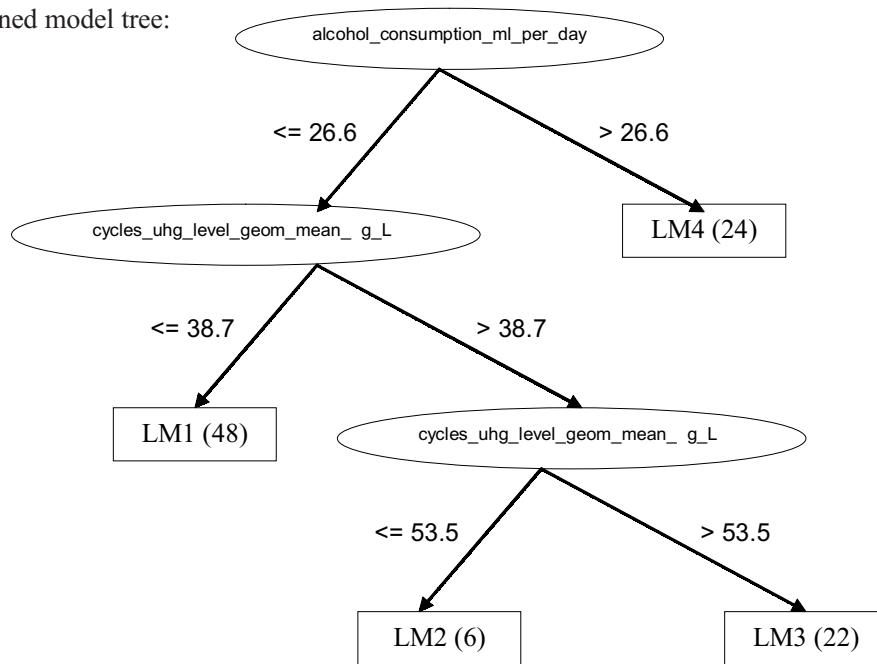 ned model tree:
alcohol_consumption_ml_per_day
<= 26.6
> 26.6
cycles_uhg_level_geom_mean_ g_L
LM4 (24)
<= 38.7
> 38.7
LM1 (48)
cycles_uhg_level_geom_mean_ g_L
<= 53.5
> 53.5
LM2 (6)
LM3 (22)